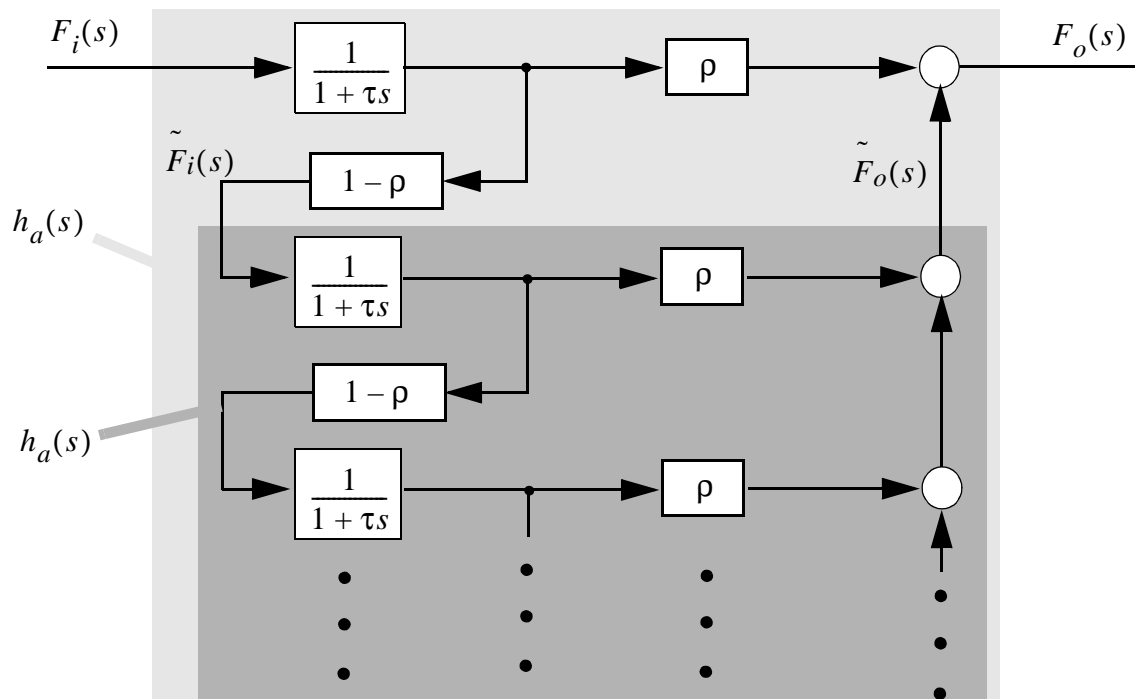 F_i(s)
1
1 + τs
ρ
F_o(s)
F̃_i(s)
1 – ρ
F̃_o(s)
h_a(s)
1
1 + τs
ρ
1 – ρ
h_a(s)
1
1 + τs
ρ